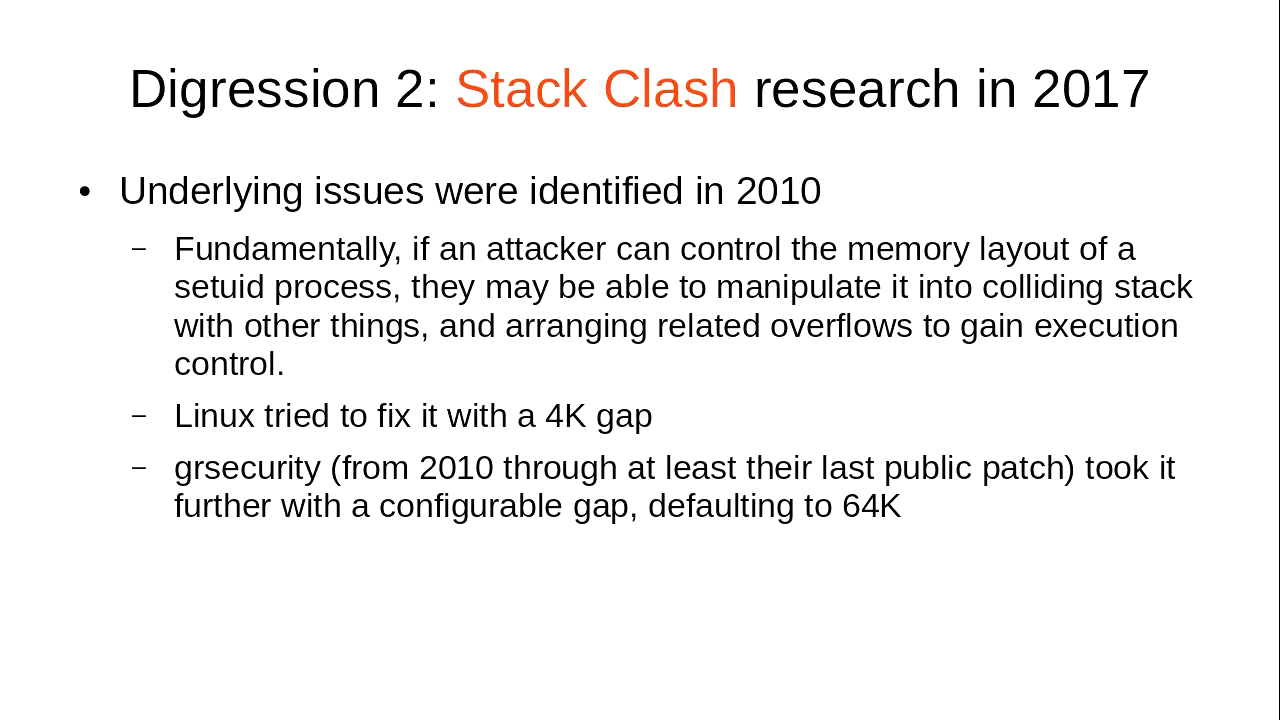 Digression 2: Stack Clash research in 2017
• Underlying issues were identified in 2010
– Fundamentally, if an attacker can control the memory layout of a
setuid process, they may be able to manipulate it into colliding stack
with other things, and arranging related overflows to gain execution
control.
– Linux tried to fix it with a 4K gap
– grsecurity (from 2010 through at least their last public patch) took it
further with a configurable gap, defaulting to 64K